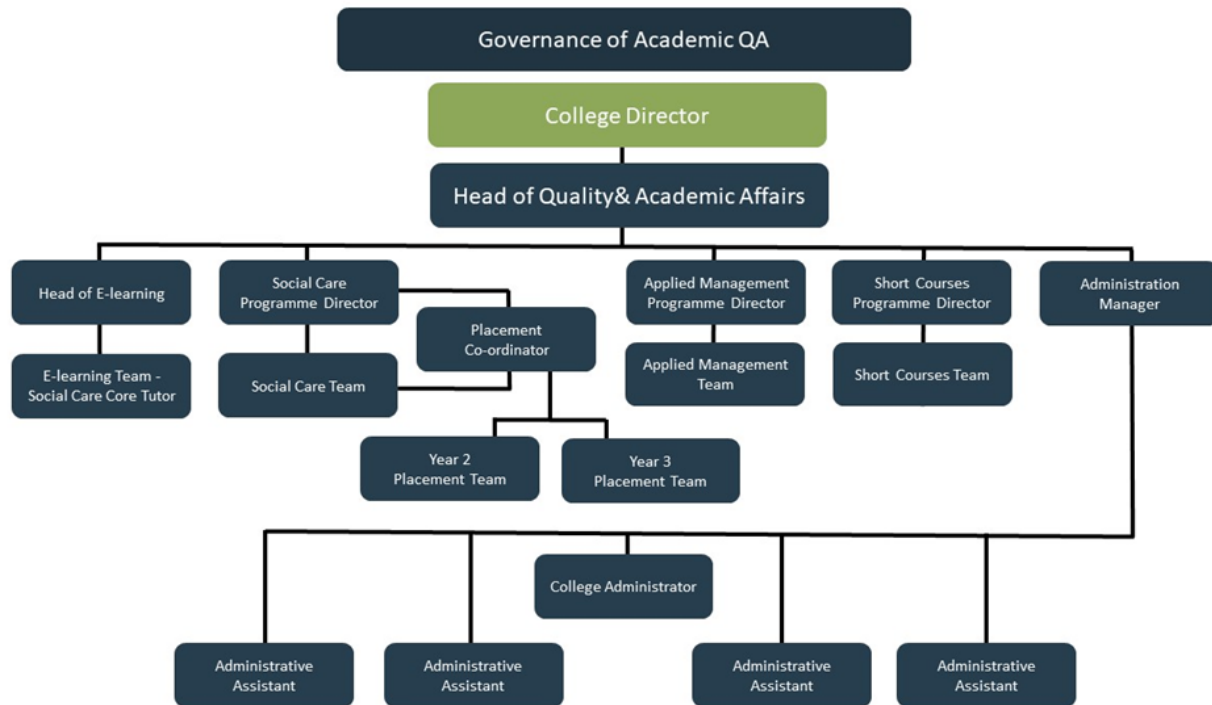 Governance of Academic QA
College Director
Head of Quality& Academic Affairs
Head of E-learning
Social Care
Programme Director
Applied Management
Programme Director
Short Courses
Programme Director
Administration
Manager
Placement
Co-ordinator
E-learning Team -
Social Care Core Tutor
Social Care Team
Applied Management
Team
Short Courses Team
Year 2
Placement Team
Year 3
Placement Team
College Administrator
Administrative
Assistant
Administrative
Assistant
Administrative
Assistant
Administrative
Assistant